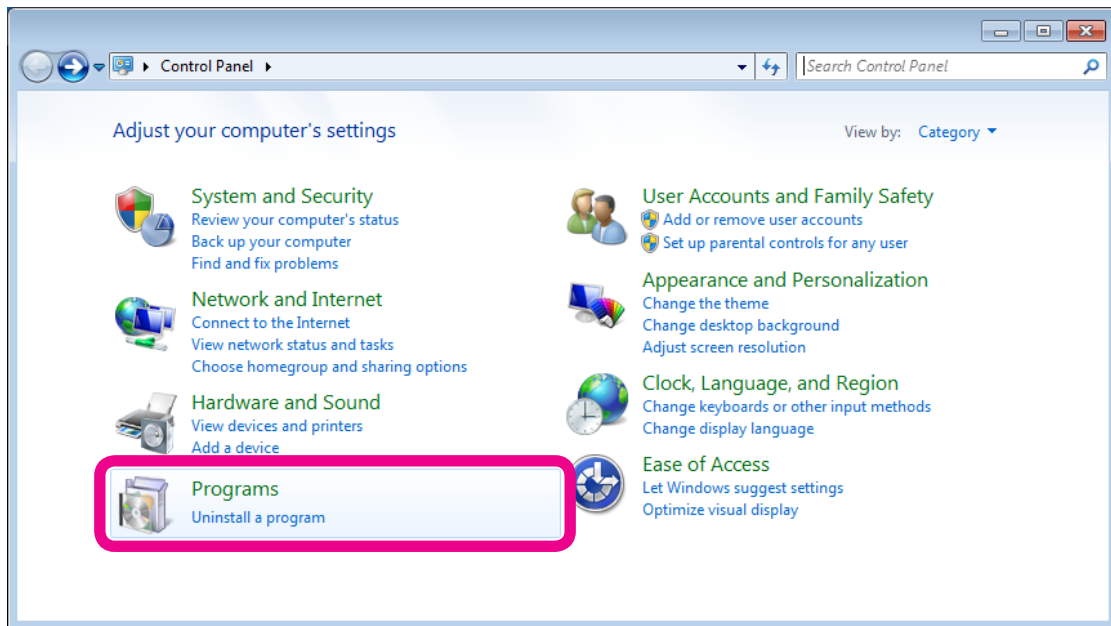 Control Panel
Search Control Panel
Adjust your computer's settings
View by: Category
System and Security
Review your computer's status
Back up your computer
Find and fix problems
Network and Internet
Connect to the Internet
View network status and tasks
Choose homegroup and sharing options
Hardware and Sound
View devices and printers
Add a device
Programs
Uninstall a program
User Accounts and Family Safety
Add or remove user accounts
Set up parental controls for any user
Appearance and Personalization
Change the theme
Change desktop background
Adjust screen resolution
Clock, Language, and Region
Change keyboards or other input methods
Change display language
Ease of Access
Let Windows suggest settings
Optimize visual display